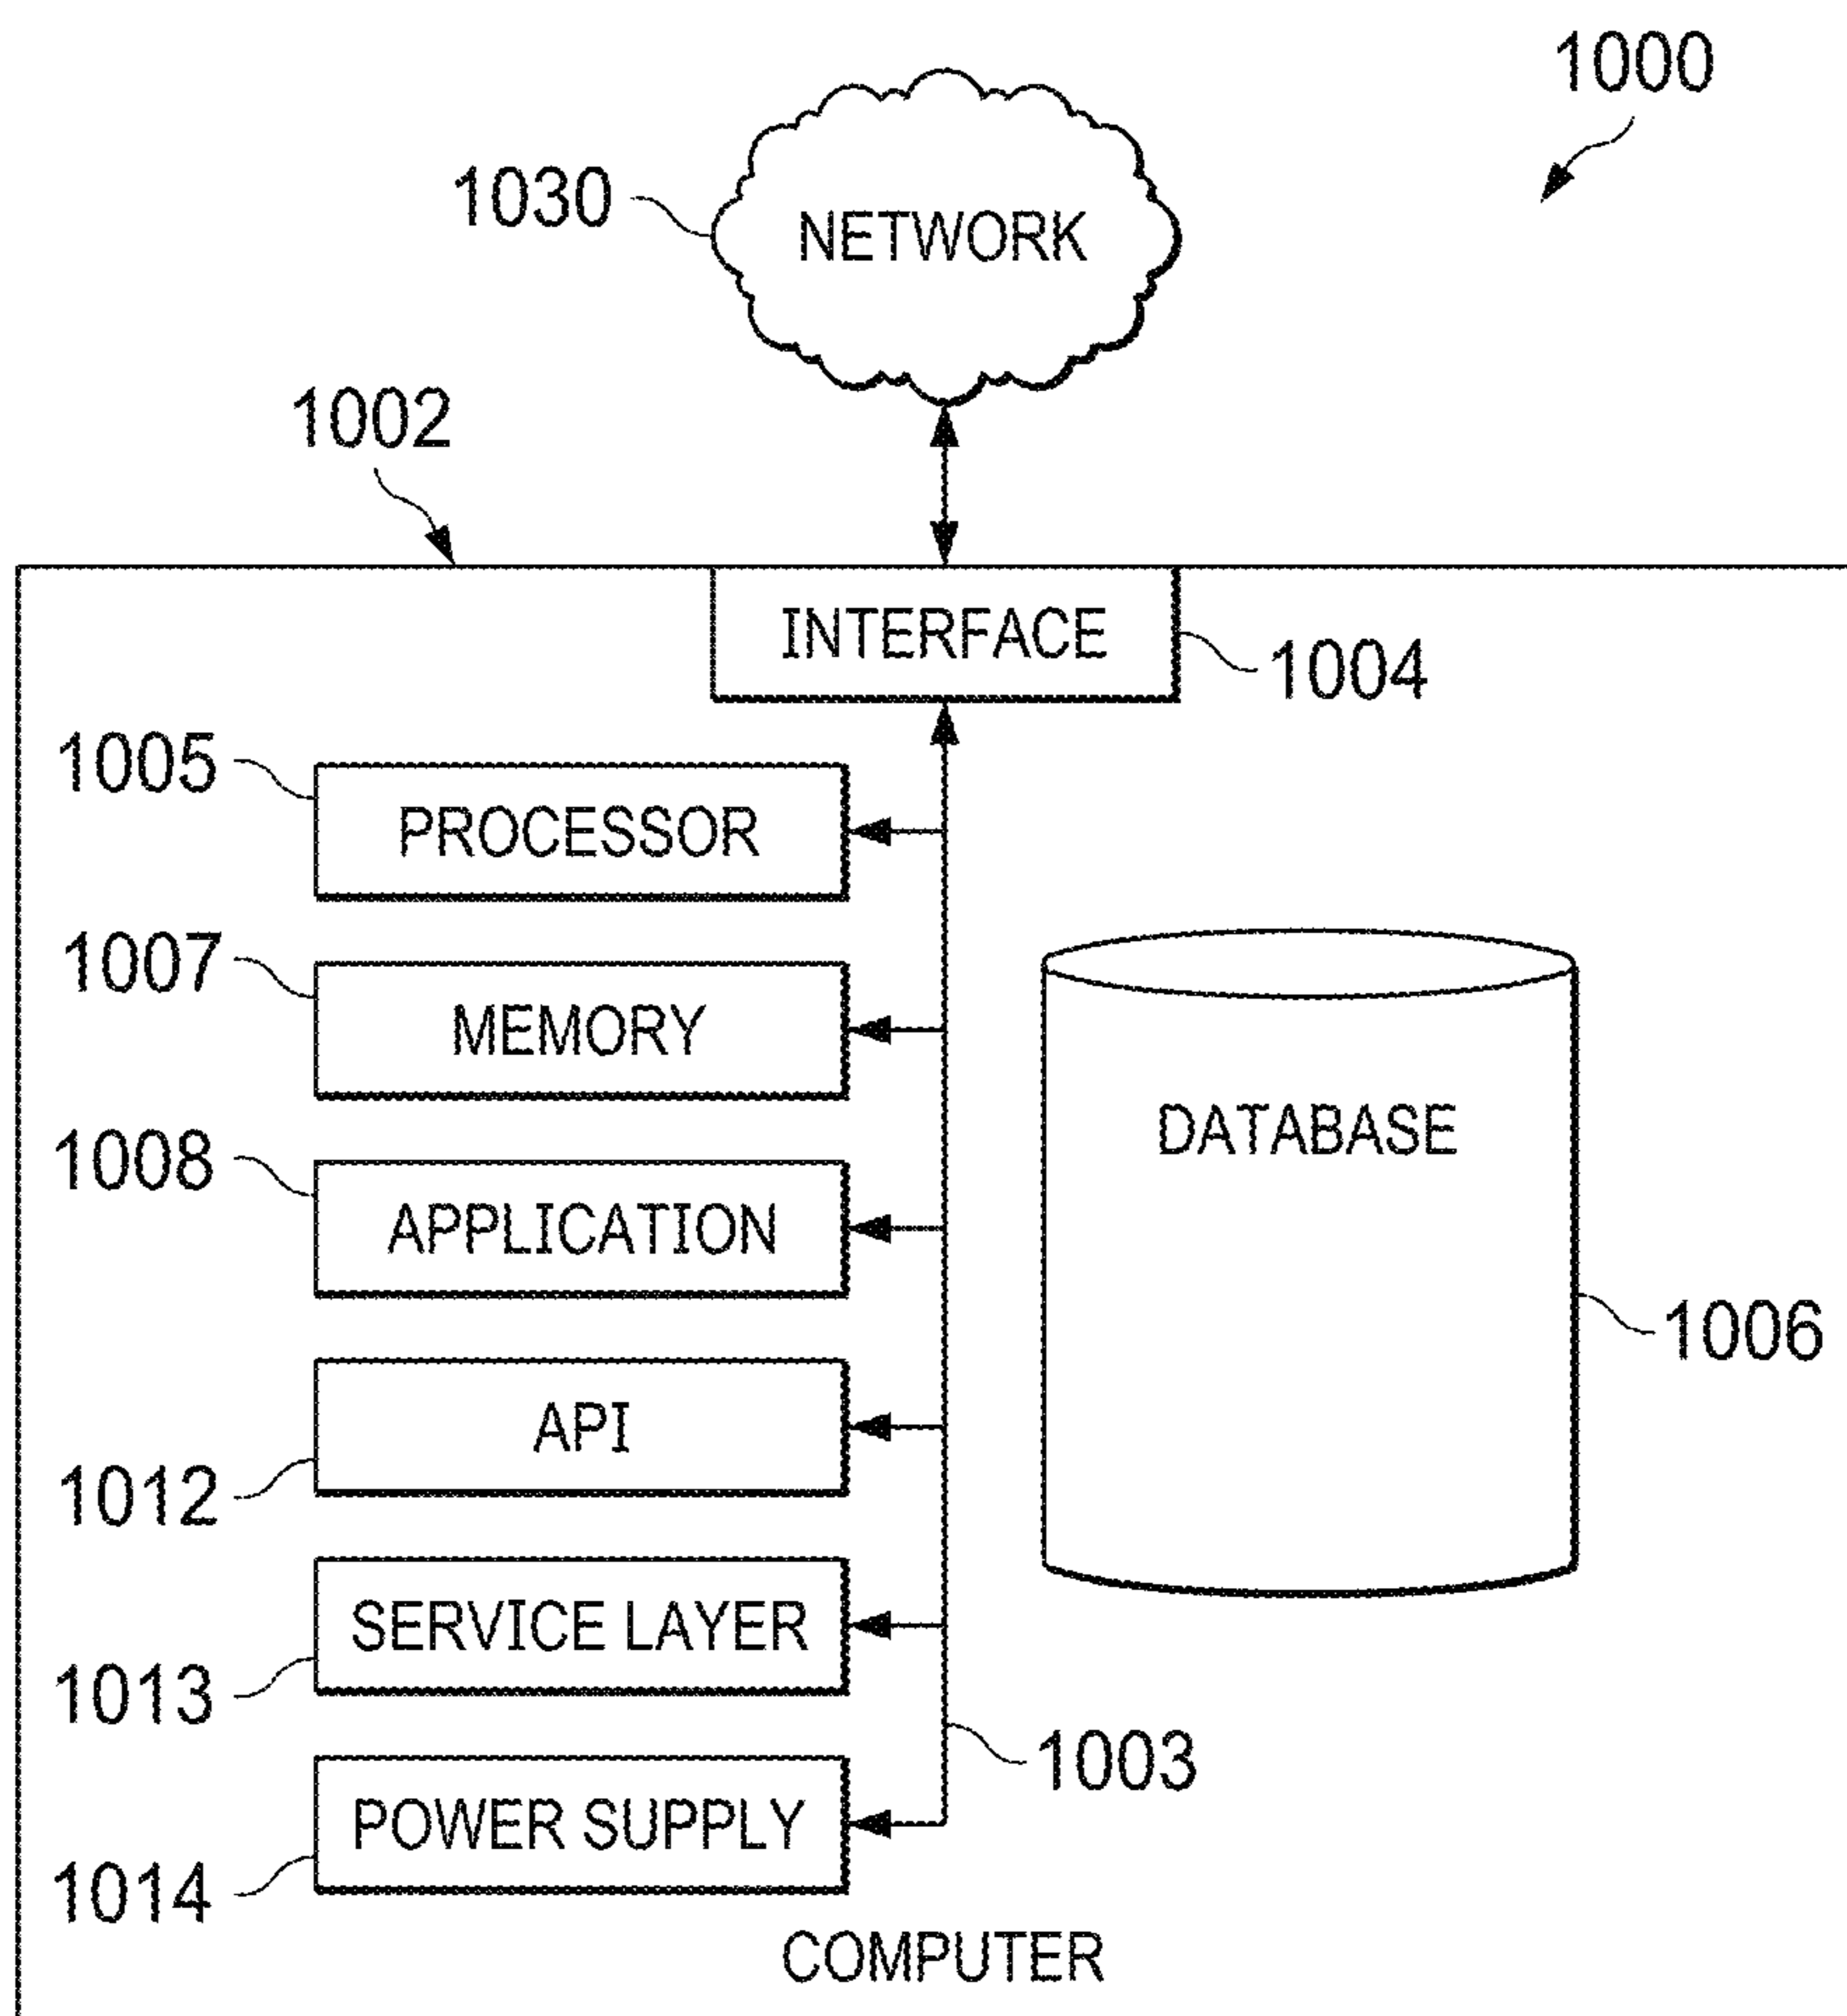 1000
1030
NETWORK
1002
INTERFACE
1004
1005
PROCESSOR
1007
MEMORY
DATABASE
1008
APPLICATION
1006
API
1012
SERVICE LAYER
1013
1003
POWER SUPPLY
1014
COMPUTER